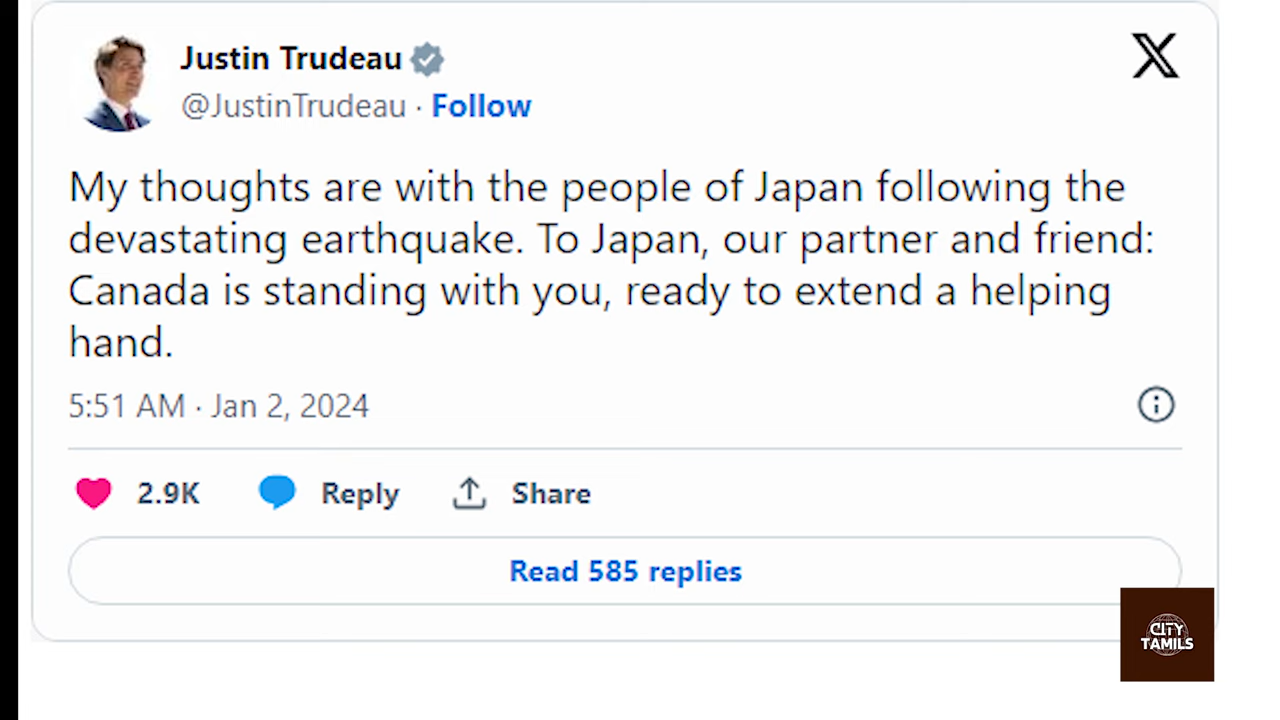 Justin Trudeau
@JustinTrudeau · Follow
My thoughts are with the people of Japan following the
devastating earthquake. To Japan, our partner and friend:
Canada is standing with you, ready to extend a helping
hand.
5:51 AM · Jan 2, 2024
2.9K Reply Share
Read 585 replies
CITY
TAMILS